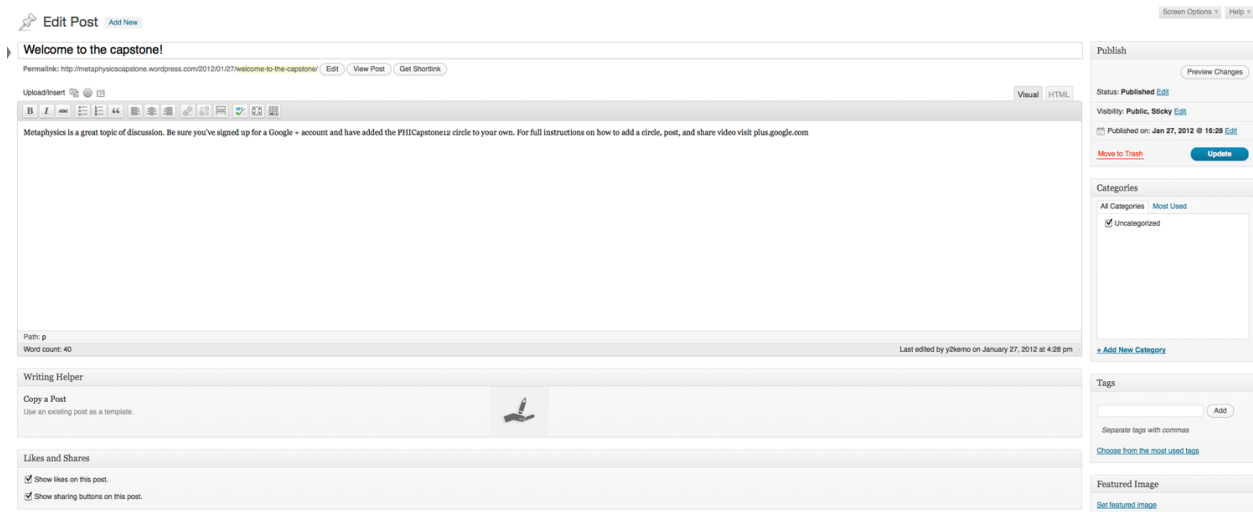 Screen Options Help
Edit Post Add New
Welcome to the capstone!
Permalink: http://metaphysicscapstone.wordpress.com/2012/01/27/welcome-to-the-capstone/ Edit View Post Get Shortlink
Upload/Insert
Visual HTML
B I ABC
Metaphysics is a great topic of discussion. Be sure you've signed up for a Google + account and have added the PHICapstone12 circle to your own. For full instructions on how to add a circle, post, and share video visit plus.google.com
Path: p
Word count: 40 Last edited by y2kemo on January 27, 2012 at 4:28 pm
Writing Helper
Copy a Post
Use an existing post as a template.
Likes and Shares
Show likes on this post.
Show sharing buttons on this post.
Publish
Preview Changes
Status: Published Edit
Visibility: Public, Sticky Edit
Published on: Jan 27, 2012 @ 16:28 Edit
Move to Trash Update
Categories
All Categories Most Used
Uncategorized
+ Add New Category
Tags
Add
Separate tags with commas
Choose from the most used tags
Featured Image
Set featured image